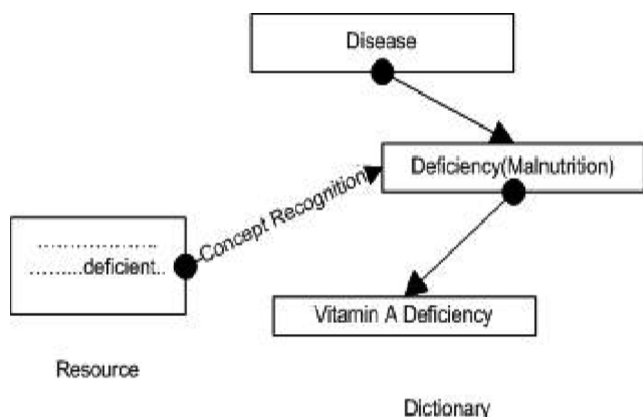 Disease
Deficiency(Malnutrition)
Concept Recognition
....................
.........deficient..
Vitamin A Deficiency
Resource
Dictionary